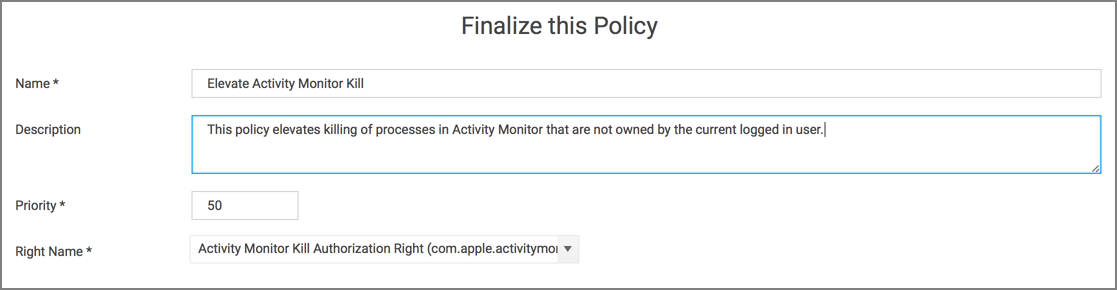 Finalize this Policy
Name * Elevate Activity Monitor Kill
Description This policy elevates killing of processes in Activity Monitor that are not owned by the current logged in user.
Priority * 50
Right Name * Activity Monitor Kill Authorization Right (com.apple.activitymo